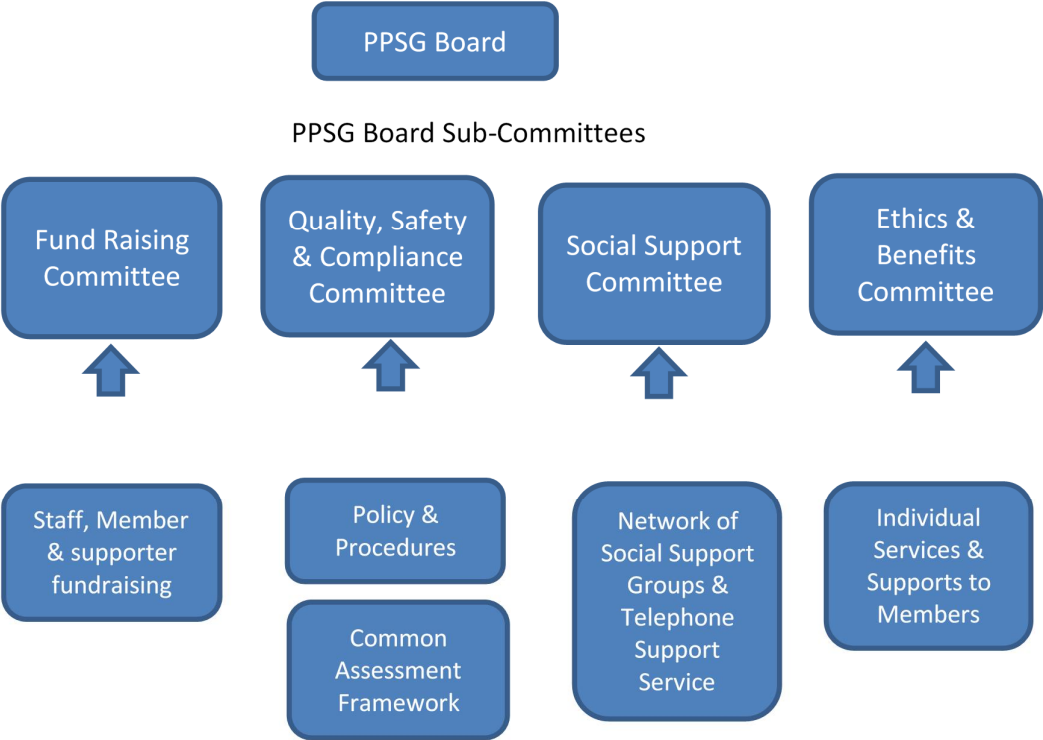 PPSG Board
PPSG Board Sub-Committees
Fund Raising
Committee
Quality, Safety
& Compliance
Committee
Social Support
Committee
Ethics &
Benefits
Committee
Staff, Member
& supporter
fundraising
Policy &
Procedures
Common
Assessment
Framework
Network of
Social Support
Groups &
Telephone
Support
Service
Individual
Services &
Supports to
Members